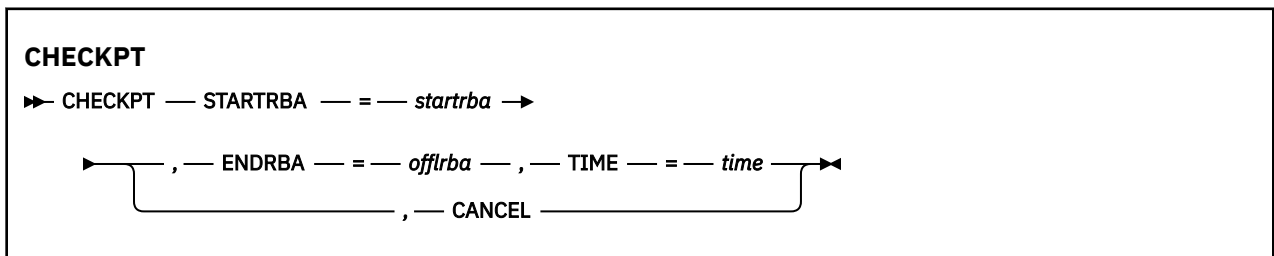 CHECKPT
CHECKPT STARTRBA = startrba
, ENDRBA = offlrba , TIME = time
, CANCEL